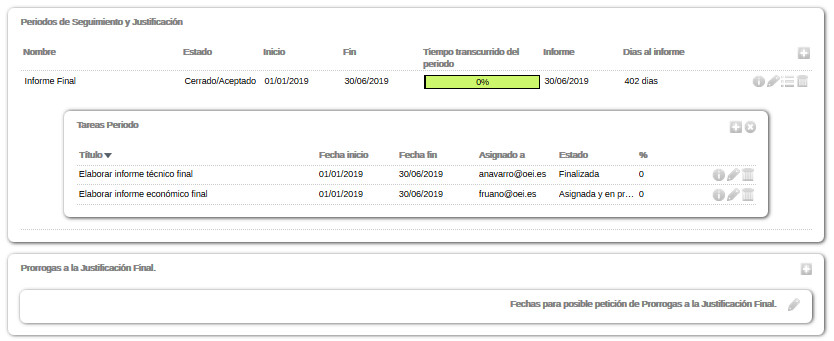 Periodos de Seguimiento y Justificación
Nombre Estado Inicio Fin Tiempo transcurrido del periodo Informe Dias al informe
Informe Final Cerrado/Aceptado 01/01/2019 30/06/2019 0% 30/06/2019 402 dias
Tareas Periodo
Título Fecha inicio Fecha fin Asignado a Estado %
Elaborar informe técnico final 01/01/2019 30/06/2019 anavarro@oei.es Finalizada 0
Elaborar informe económico final 01/01/2019 30/06/2019 fruano@oei.es Asignada y en pr... 0
Prorrogas a la Justificación Final.
Fechas para posible petición de Prorrogas a la Justificación Final.